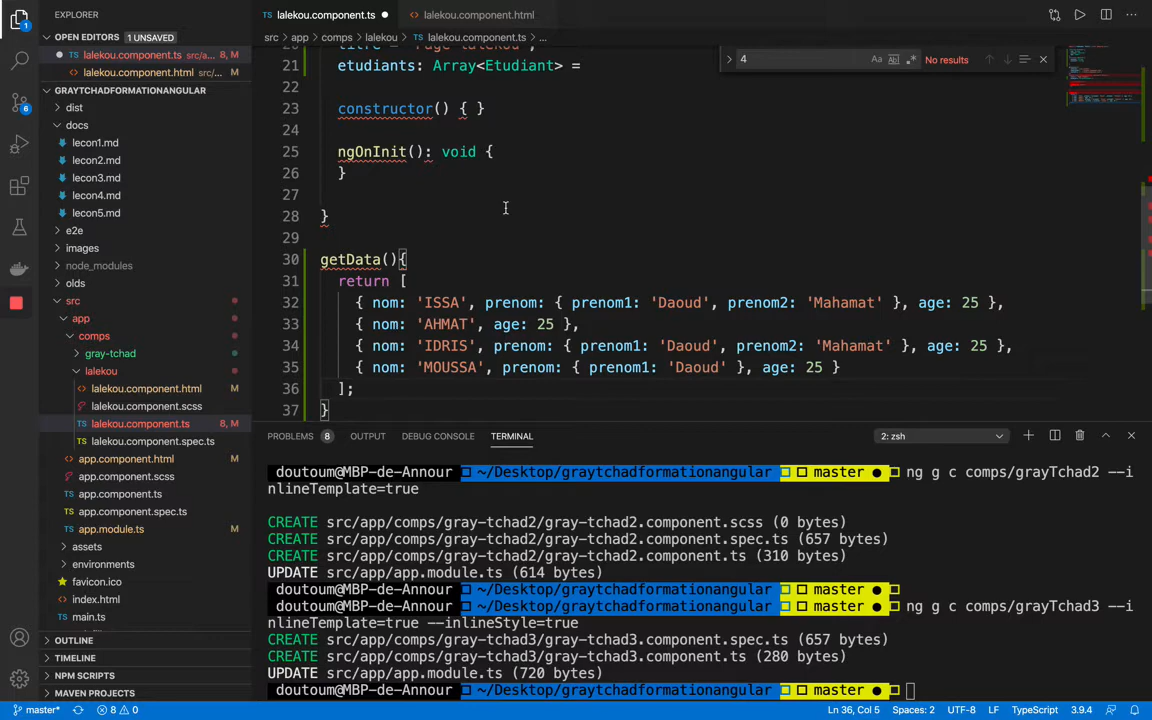 EXPLORER
OPEN EDITORS 1 UNSAVED
lalekou.component.ts src/a... 8, M
lalekou.component.html src/... M
GRAYTCHADFORMATIONANGULAR
dist
docs
lecon1.md
lecon2.md
lecon3.md
lecon4.md
lecon5.md
e2e
images
node_modules
olds
src
app
comps
gray-tchad
lalekou
lalekou.component.html M
lalekou.component.scss
lalekou.component.ts 8, M
lalekou.component.spec.ts
app.component.html M
app.component.scss
app.component.ts
app.component.spec.ts
app.module.ts M
assets
environments
favicon.ico
index.html
main.ts
OUTLINE
TIMELINE
NPM SCRIPTS
MAVEN PROJECTS
1
6
lalekou.component.ts
lalekou.component.html
src > app > comps > lalekou > lalekou.component.ts > ...
4
Aa
No results
20 titre = 'Page lalekou';
21 etudiants: Array<Etudiant> =
22
23 constructor() { }
24
25 ngOnInit(): void {
26 }
27
28 }
29
30 getData(){
31 return [
32 { nom: 'ISSA', prenom: { prenom1: 'Daoud', prenom2: 'Mahamat' }, age: 25 },
33 { nom: 'AHMAT', age: 25 },
34 { nom: 'IDRIS', prenom: { prenom1: 'Daoud', prenom2: 'Mahamat' }, age: 25 },
35 { nom: 'MOUSSA', prenom: { prenom1: 'Daoud' }, age: 25 }
36 ];
37 }
PROBLEMS 8 OUTPUT DEBUG CONSOLE TERMINAL
2: zsh
doutoum@MBP-de-Annour ~/Desktop/graytchadformationangular master ● ng g c comps/grayTchad2 --i
nlineTemplate=true
CREATE src/app/comps/gray-tchad2/gray-tchad2.component.scss (0 bytes)
CREATE src/app/comps/gray-tchad2/gray-tchad2.component.spec.ts (657 bytes)
CREATE src/app/comps/gray-tchad2/gray-tchad2.component.ts (310 bytes)
UPDATE src/app/app.module.ts (614 bytes)
doutoum@MBP-de-Annour ~/Desktop/graytchadformationangular master ●
doutoum@MBP-de-Annour ~/Desktop/graytchadformationangular master ● ng g c comps/grayTchad3 --i
nlineTemplate=true --inlineStyle=true
CREATE src/app/comps/gray-tchad3/gray-tchad3.component.spec.ts (657 bytes)
CREATE src/app/comps/gray-tchad3/gray-tchad3.component.ts (280 bytes)
UPDATE src/app/app.module.ts (720 bytes)
doutoum@MBP-de-Annour ~/Desktop/graytchadformationangular master ●
master* 8 0 Ln 36, Col 5 Spaces: 2 UTF-8 LF TypeScript 3.9.4